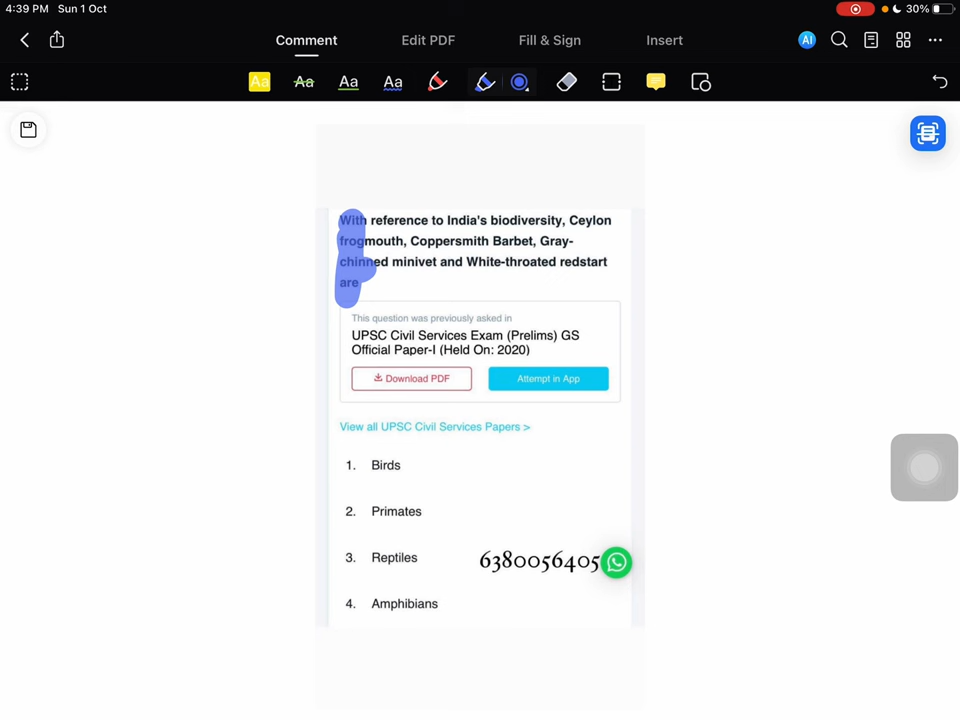 4:39 PM Sun 1 Oct
30%
Comment
Edit PDF
Fill & Sign
Insert
AI
Aa
Aa
Aa
Aa
With reference to India's biodiversity, Ceylon
frogmouth, Coppersmith Barbet, Gray-
chinned minivet and White-throated redstart
are
This question was previously asked in
UPSC Civil Services Exam (Prelims) GS
Official Paper-I (Held On: 2020)
Download PDF
Attempt in App
View all UPSC Civil Services Papers >
1. Birds
2. Primates
3. Reptiles
6380056405
4. Amphibians